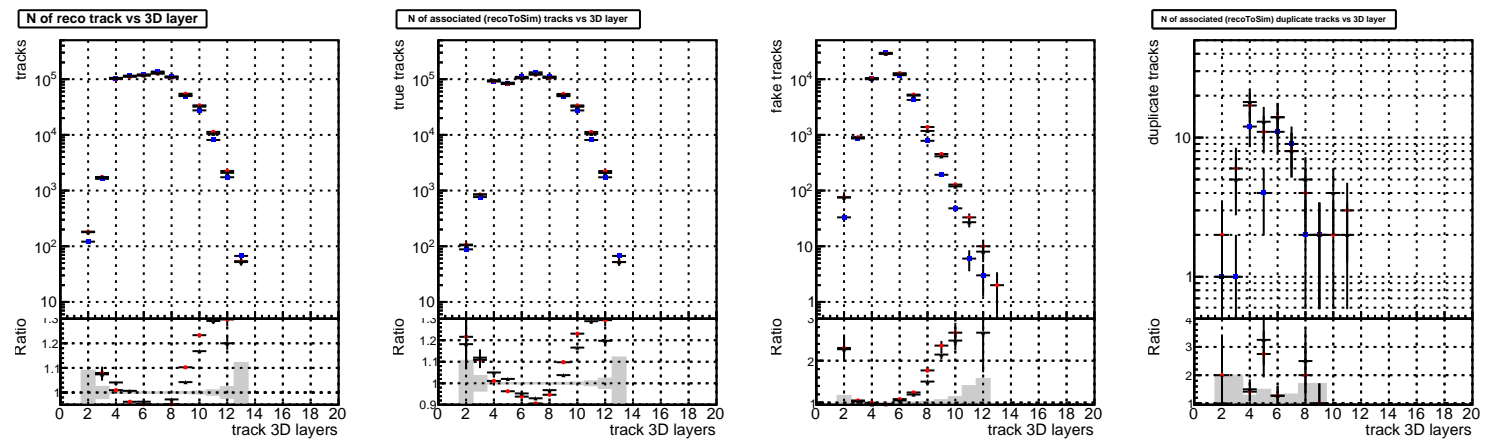 N of reco track vs 3D layer
tracks
10^5
10^4
10^3
10^2
10
1
Ratio
1.3
1.2
1.1
1
0 2 4 6 8 10 12 14 16 18 20
track 3D layers
N of associated (recoToSim) tracks vs 3D layer
true tracks
10^5
10^4
10^3
10^2
10
Ratio
1.3
1.2
1.1
1
0.9
0 2 4 6 8 10 12 14 16 18 20
track 3D layers
fake tracks
10^4
10^3
10^2
10
1
Ratio
3
2
1
0 2 4 6 8 10 12 14 16 18 20
track 3D layers
N of associated (recoToSim) duplicate tracks vs 3D layer
duplicate tracks
10
1
Ratio
4
3
2
1
0 2 4 6 8 10 12 14 16 18 20
track 3D layers